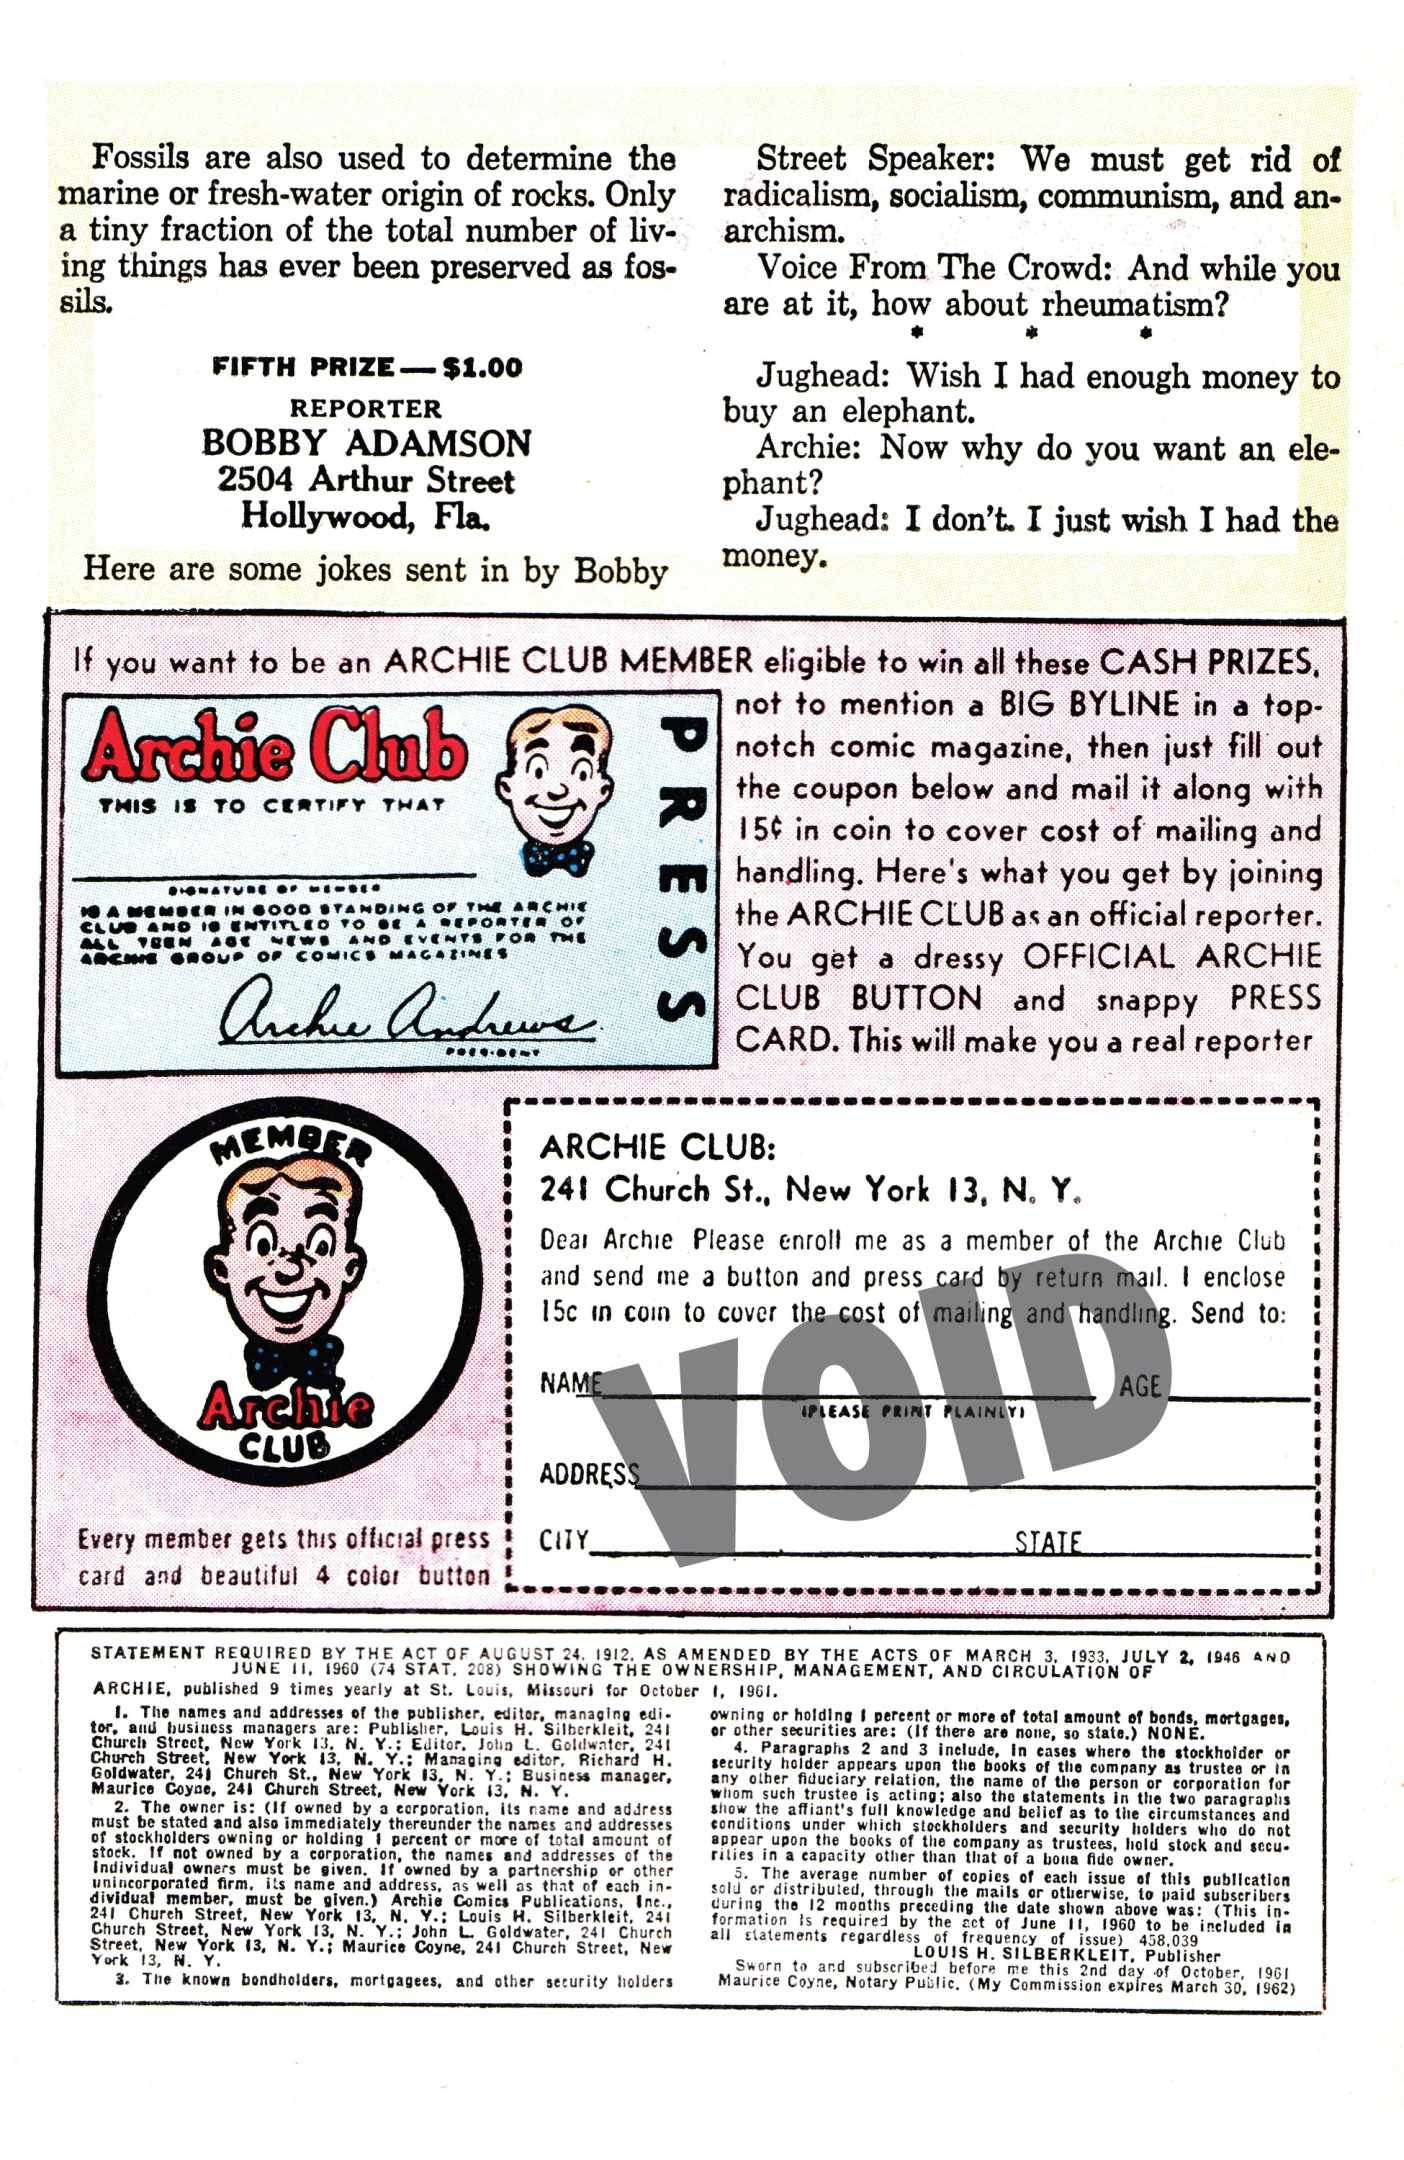 Fossils are also used to determine the
marine or fresh-water origin of rocks. Only
a tiny fraction of the total number of liv-
ing things has ever been preserved as fos-
sils.
FIFTH PRIZE—$1.00
REPORTER
BOBBY ADAMSON
2504 Arthur Street
Hollywood, Fla.
Here are some jokes sent in by Bobby
Street Speaker: We must get rid of
radicalism, socialism, communism, and an-
archism.
Voice From The Crowd: And while you
are at it, how about rheumatism?
* * *
Jughead: Wish I had enough money to
buy an elephant.
Archie: Now why do you want an ele-
phant?
Jughead: I don't. I just wish I had the
money.
If you want to be an ARCHIE CLUB MEMBER eligible to win all these CASH PRIZES,
not to mention a BIG BYLINE in a top-
notch comic magazine, then just fill out
the coupon below and mail it along with
15¢ in coin to cover cost of mailing and
handling. Here's what you get by joining
the ARCHIE CLUB as an official reporter.
You get a dressy OFFICIAL ARCHIE
CLUB BUTTON and snappy PRESS
CARD. This will make you a real reporter
Archie Club
THIS IS TO CERTIFY THAT
SIGNATURE OF MEMBER
IS A MEMBER IN GOOD STANDING OF THE ARCHIE
CLUB AND IS ENTITLED TO BE A REPORTER OF
ALL TEEN AGE NEWS AND EVENTS FOR THE
ARCHIE GROUP OF COMICS MAGAZINES
Archie Andrews
PRESIDENT
PRESS
MEMBER
Archie
CLUB
Every member gets this official press
card and beautiful 4 color button
ARCHIE CLUB:
241 Church St., New York 13, N. Y.
Dear Archie Please enroll me as a member of the Archie Club
and send me a button and press card by return mail. I enclose
15c in coin to cover the cost of mailing and handling. Send to:
NAME AGE
(PLEASE PRINT PLAINLY)
ADDRESS
CITY STATE
VOID
STATEMENT REQUIRED BY THE ACT OF AUGUST 24, 1912, AS AMENDED BY THE ACTS OF MARCH 3, 1933, JULY 2, 1946 AND
JUNE 11, 1960 (74 STAT. 208) SHOWING THE OWNERSHIP, MANAGEMENT, AND CIRCULATION OF
ARCHIE, published 9 times yearly at St. Louis, Missouri for October 1, 1961.
1. The names and addresses of the publisher, editor, managing edi-
tor, and business managers are: Publisher, Louis H. Silberkleit, 241
Church Street, New York 13, N. Y.; Editor, John L. Goldwater, 241
Church Street, New York 13, N. Y.; Managing editor, Richard H.
Goldwater, 241 Church St., New York 13, N. Y.; Business manager,
Maurice Coyne, 241 Church Street, New York 13, N. Y.
2. The owner is: (If owned by a corporation, its name and address
must be stated and also immediately thereunder the names and addresses
of stockholders owning or holding 1 percent or more of total amount of
stock. If not owned by a corporation, the names and addresses of the
individual owners must be given. If owned by a partnership or other
unincorporated firm, its name and address, as well as that of each in-
dividual member, must be given.) Archie Comics Publications, Inc.,
241 Church Street, New York 13, N. Y.; Louis H. Silberkleit, 241
Church Street, New York 13, N. Y.; John L. Goldwater, 241 Church
Street, New York 13, N. Y.; Maurice Coyne, 241 Church Street, New
York 13, N. Y.
3. The known bondholders, mortgagees, and other security holders
owning or holding 1 percent or more of total amount of bonds, mortgages,
or other securities are: (If there are none, so state.) NONE.
4. Paragraphs 2 and 3 include, in cases where the stockholder or
security holder appears upon the books of the company as trustee or in
any other fiduciary relation, the name of the person or corporation for
whom such trustee is acting; also the statements in the two paragraphs
show the affiant's full knowledge and belief as to the circumstances and
conditions under which stockholders and security holders who do not
appear upon the books of the company as trustees, hold stock and secu-
rities in a capacity other than that of a bona fide owner.
5. The average number of copies of each issue of this publication
sold or distributed, through the mails or otherwise, to paid subscribers
during the 12 months preceding the date shown above was: (This in-
formation is required by the act of June 11, 1960 to be included in
all statements regardless of frequency of issue) 458,039
LOUIS H. SILBERKLEIT, Publisher
Sworn to and subscribed before me this 2nd day of October, 1961
Maurice Coyne, Notary Public. (My Commission expires March 30, 1962)